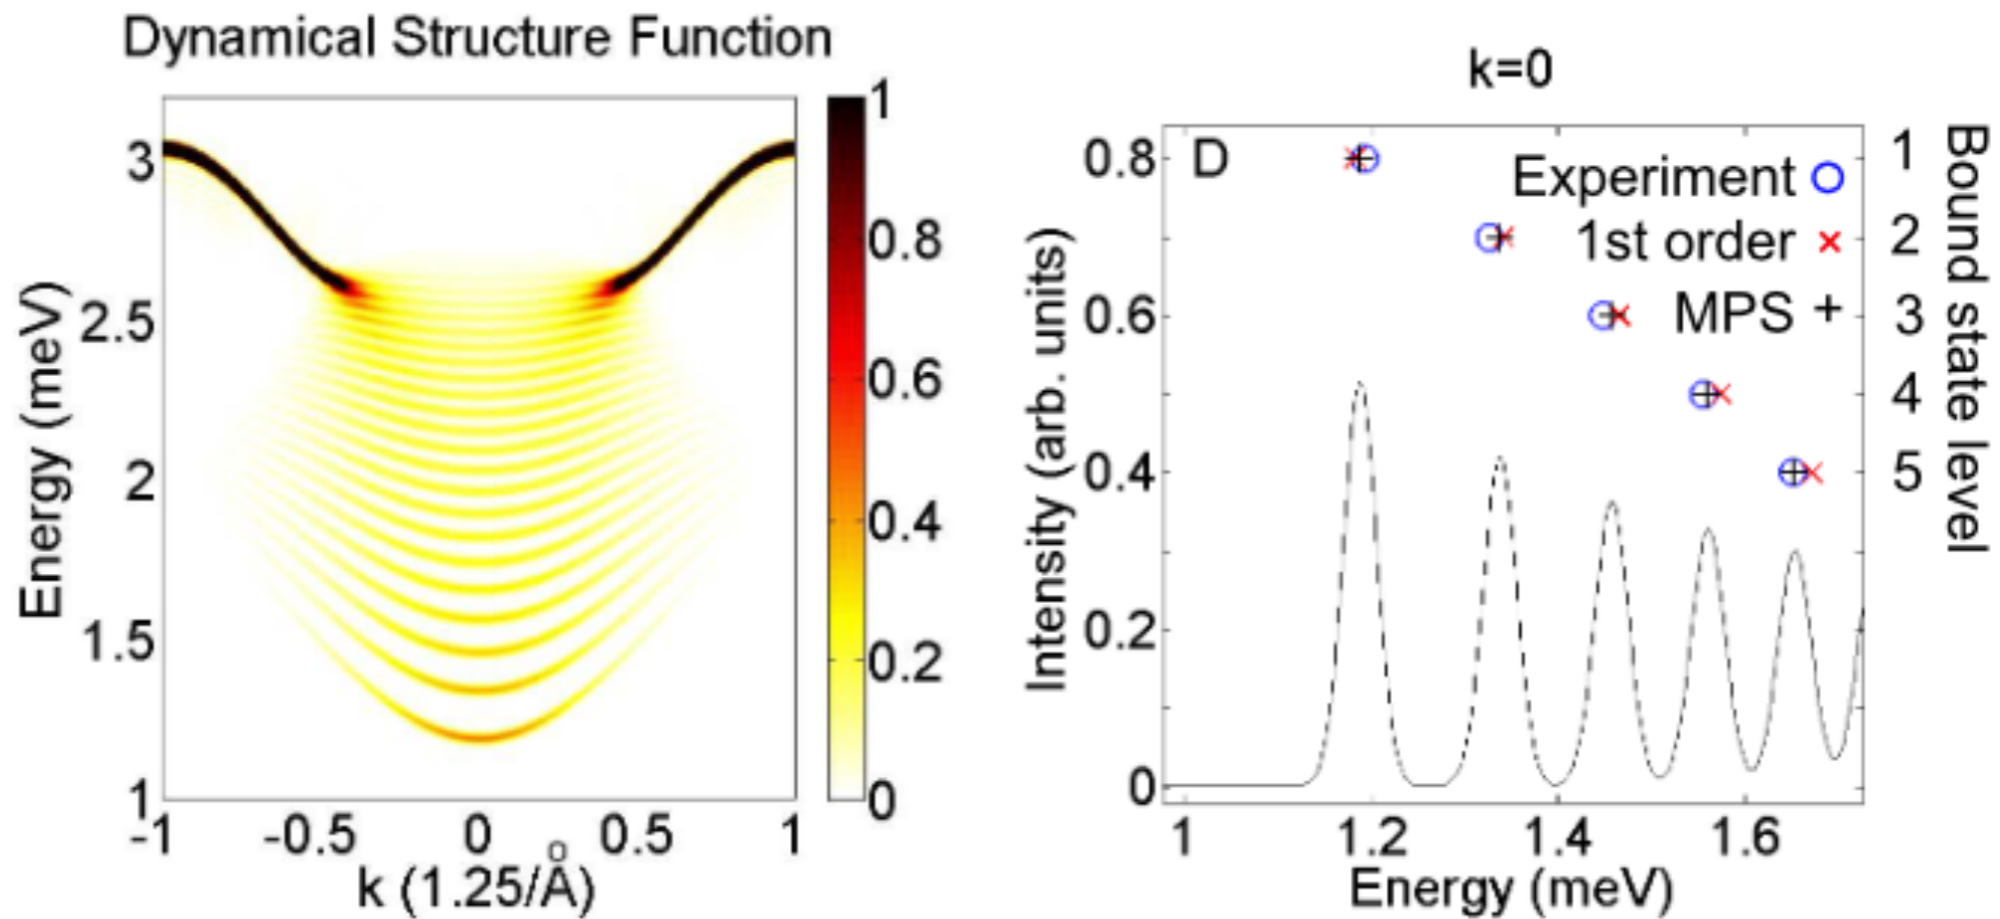 Dynamical Structure Function
Energy (meV)
3
2.5
2
1.5
1
-1 -0.5 0 0.5 1
k (1.25/Å)
1
0.8
0.6
0.4
0.2
0
k=0
D
Intensity (arb. units)
0.8
0.6
0.4
0.2
0
1 1.2 1.4 1.6
Energy (meV)
Experiment
1st order
MPS
1
2
3
4
5
Bound state level